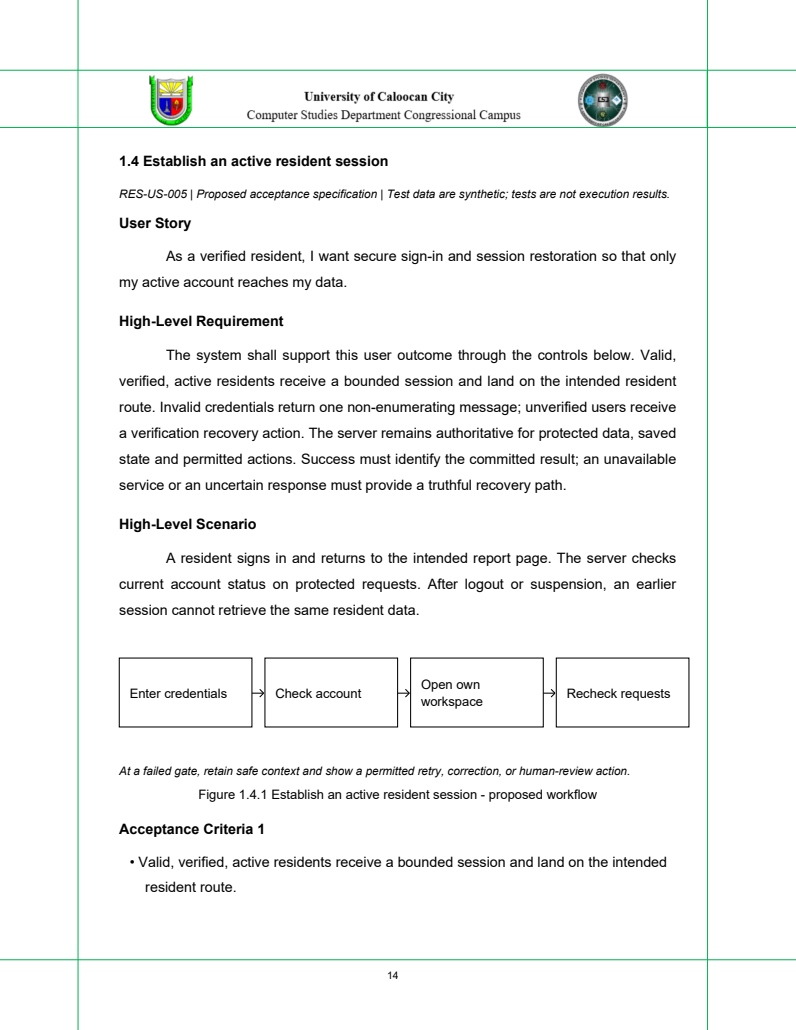 University of Caloocan City
Computer Studies Department Congressional Campus
1.4 Establish an active resident session
RES-US-005 | Proposed acceptance specification | Test data are synthetic; tests are not execution results.
User Story
As a verified resident, I want secure sign-in and session restoration so that only
my active account reaches my data.
High-Level Requirement
The system shall support this user outcome through the controls below. Valid,
verified, active residents receive a bounded session and land on the intended resident
route. Invalid credentials return one non-enumerating message; unverified users receive
a verification recovery action. The server remains authoritative for protected data, saved
state and permitted actions. Success must identify the committed result; an unavailable
service or an uncertain response must provide a truthful recovery path.
High-Level Scenario
A resident signs in and returns to the intended report page. The server checks
current account status on protected requests. After logout or suspension, an earlier
session cannot retrieve the same resident data.
Enter credentials
Check account
Open own
workspace
Recheck requests
At a failed gate, retain safe context and show a permitted retry, correction, or human-review action.
Figure 1.4.1 Establish an active resident session - proposed workflow
Acceptance Criteria 1
• Valid, verified, active residents receive a bounded session and land on the intended
resident route.
14